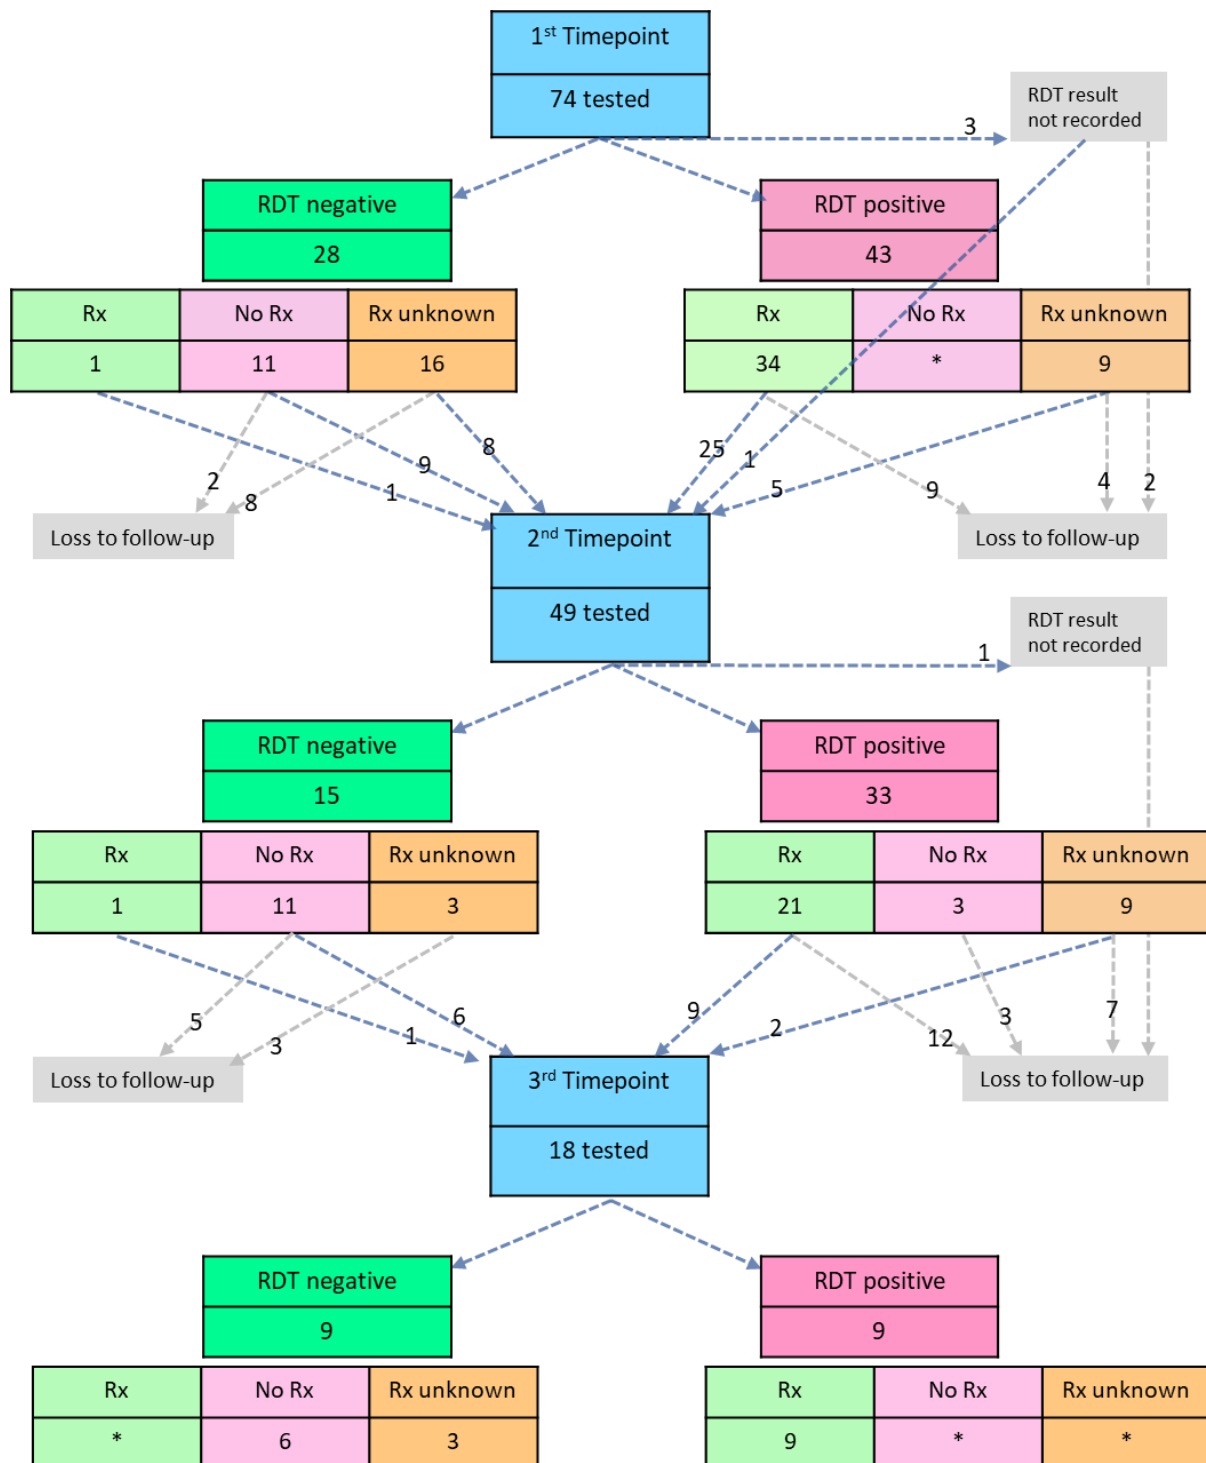 1st Timepoint
74 tested
3
RDT result
not recorded
RDT negative
28
RDT positive
43
Rx
No Rx
Rx unknown
1
11
16
Rx
No Rx
Rx unknown
34
*
9
2
8
1
9
8
25
1
5
9
4
2
Loss to follow-up
2nd Timepoint
49 tested
Loss to follow-up
RDT result
not recorded
1
RDT negative
15
RDT positive
33
Rx
No Rx
Rx unknown
1
11
3
Rx
No Rx
Rx unknown
21
3
9
5
3
1
6
9
2
12
3
7
Loss to follow-up
3rd Timepoint
18 tested
Loss to follow-up
RDT negative
9
RDT positive
9
Rx
No Rx
Rx unknown
*
6
3
Rx
No Rx
Rx unknown
9
*
*